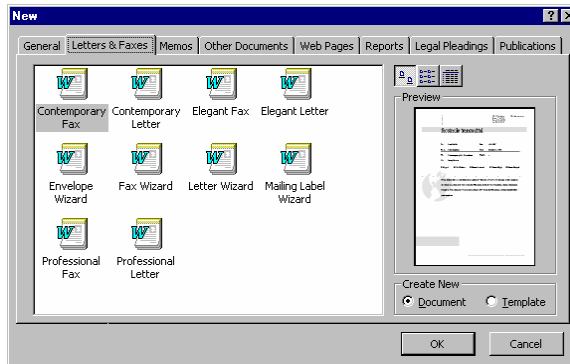 New
General Letters & Faxes Memos Other Documents Web Pages Reports Legal Pleadings Publications
Preview
Contemporary Fax
Contemporary Letter
Elegant Fax
Elegant Letter
Envelope Wizard
Fax Wizard
Letter Wizard
Mailing Label Wizard
Professional Fax
Professional Letter
Create New
Document Template
OK Cancel